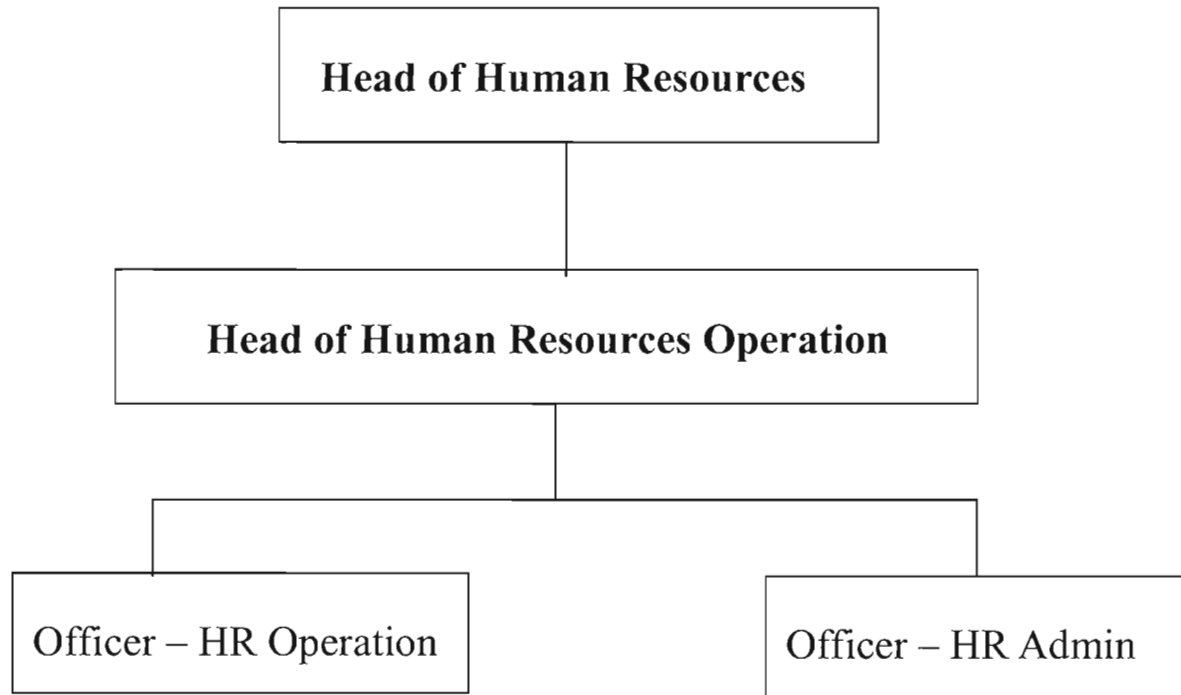 Head of Human Resources
Head of Human Resources Operation
Officer – HR Operation
Officer – HR Admin